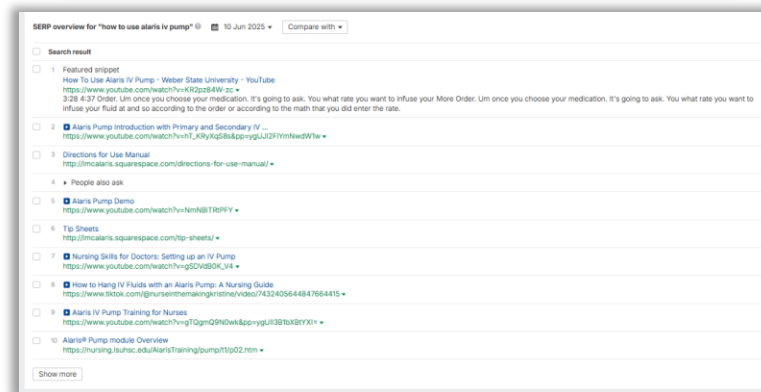 SERP overview for "how to use alaris iv pump" 10 Jun 2025 Compare with
Search result
1 Featured snippet
How To Use Alaris IV Pump - Weber State University - YouTube
https://www.youtube.com/watch?v=KR2pz84W-zc
3:28 4:37 Order. Um once you choose your medication. It's going to ask. You what rate you want to infuse your More Order. Um once you choose your medication. It's going to ask. You what rate you want to
infuse your fluid at and so according to the order or according to the math that you did enter the rate.
2 Alaris Pump Introduction with Primary and Secondary IV ...
https://www.youtube.com/watch?v=hT_KRyXqS8s&pp=ygUJI2FlYmNwdW1w
3 Directions for Use Manual
http://lmcalaris.squarespace.com/directions-for-use-manual/
4 People also ask
5 Alaris Pump Demo
https://www.youtube.com/watch?v=NmNBiTRtPFY
6 Tip Sheets
http://lmcalaris.squarespace.com/tip-sheets/
7 Nursing Skills for Doctors: Setting up an IV Pump
https://www.youtube.com/watch?v=gSDVdB0K_V4
8 How to Hang IV Fluids with an Alaris Pump: A Nursing Guide
https://www.tiktok.com/@nurseinthemakingkristine/video/7432405644847664415
9 Alaris IV Pump Training for Nurses
https://www.youtube.com/watch?v=gTQgmQ9N0wk&pp=ygUII3B1bXBtYXI=
10 Alaris® Pump module Overview
https://nursing.lsuhsc.edu/AlarisTraining/pump/t1/p02.htm
Show more